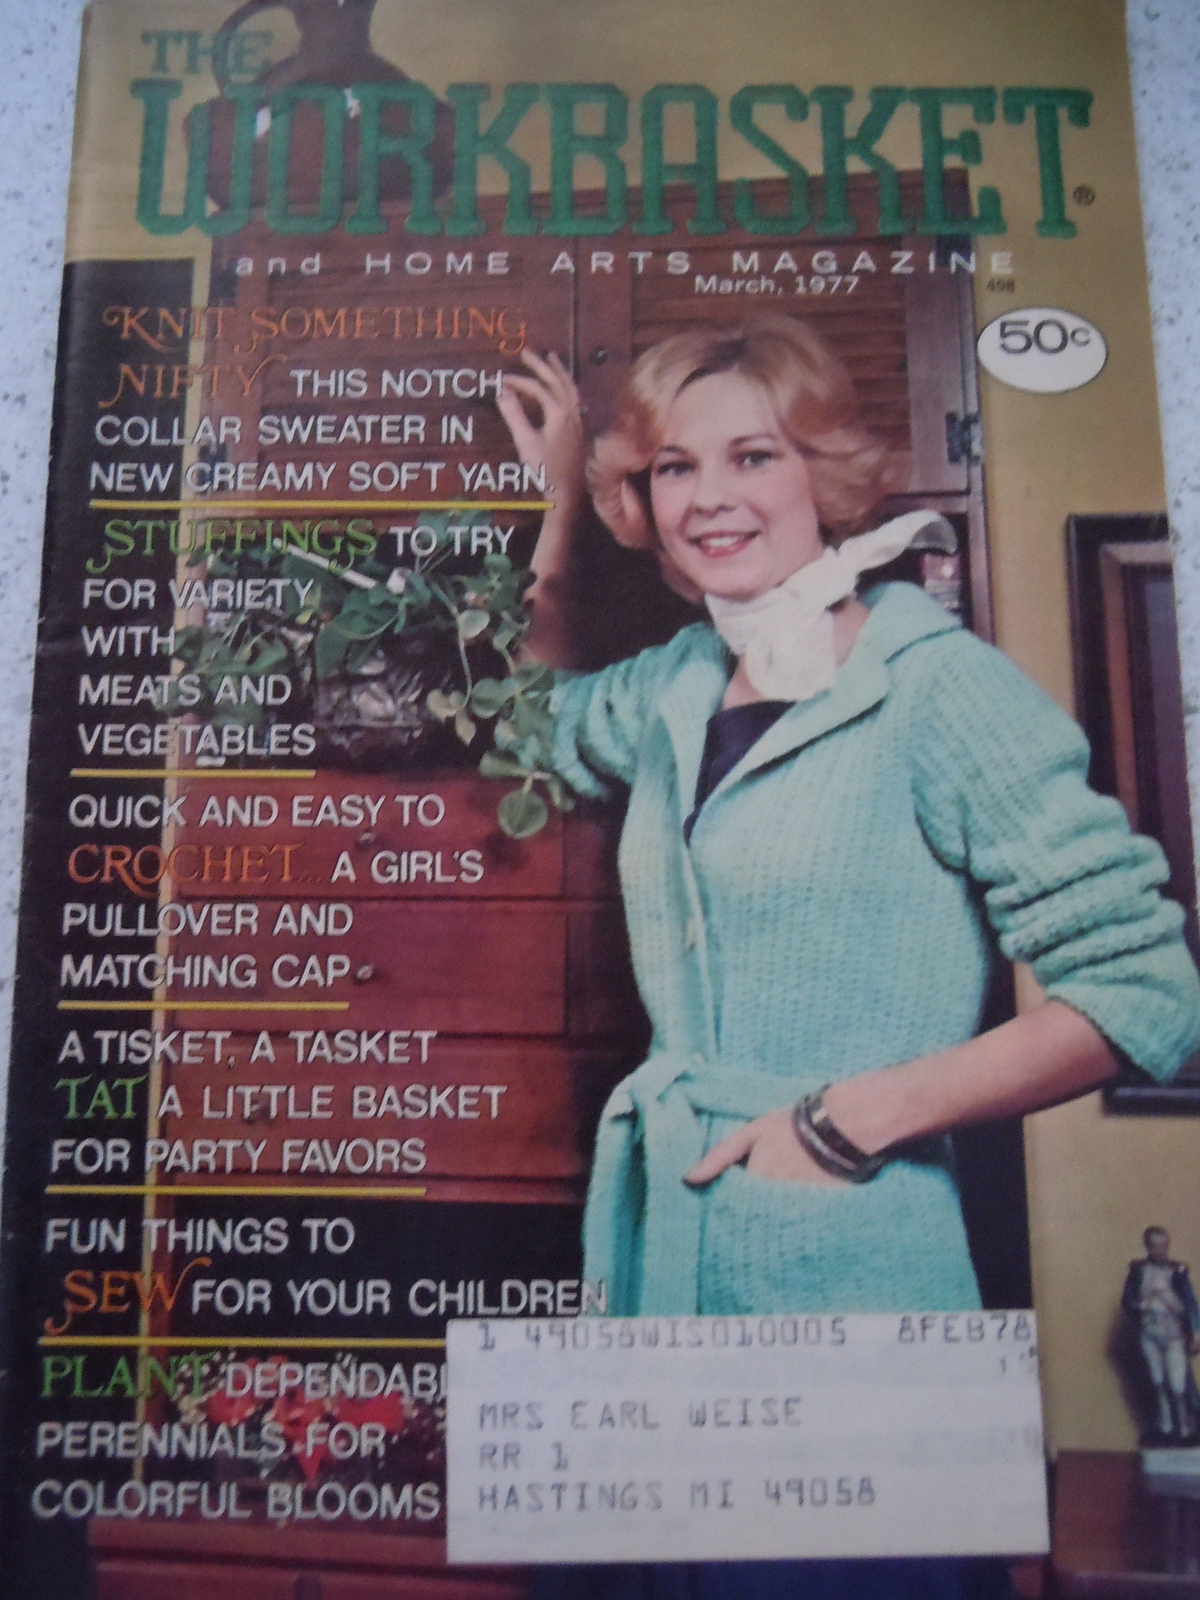 THE
WORKBASKET®
and HOME ARTS MAGAZINE
March, 1977
498
50¢
KNIT SOMETHING
NIFTY THIS NOTCH
COLLAR SWEATER IN
NEW CREAMY SOFT YARN.
STUFFINGS TO TRY
FOR VARIETY
WITH
MEATS AND
VEGETABLES
QUICK AND EASY TO
CROCHET... A GIRL'S
PULLOVER AND
MATCHING CAP
A TISKET, A TASKET
TAT A LITTLE BASKET
FOR PARTY FAVORS
FUN THINGS TO
SEW FOR YOUR CHILDREN
PLANT DEPENDABL
PERENNIALS FOR
COLORFUL BLOOMS
1 49058WIS010005 8FEB78
MRS EARL WEISE
RR 1
HASTINGS MI 49058